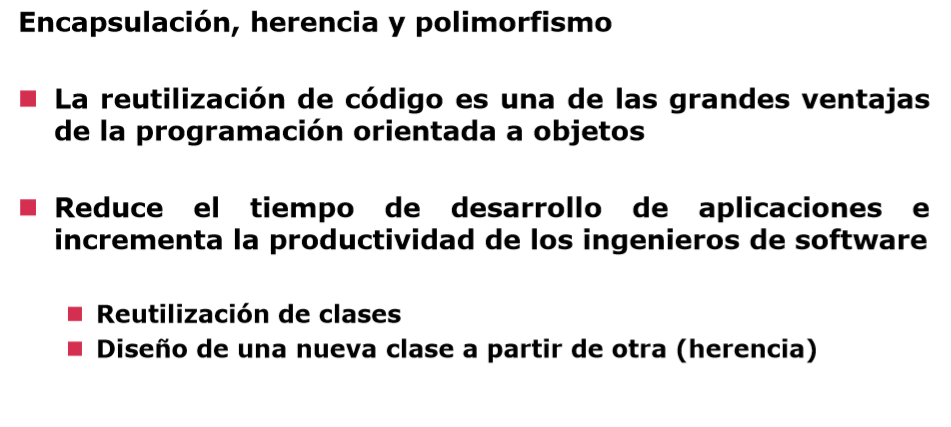 Encapsulación, herencia y polimorfismo
La reutilización de código es una de las grandes ventajas
de la programación orientada a objetos
Reduce el tiempo de desarrollo de aplicaciones e
incrementa la productividad de los ingenieros de software
Reutilización de clases
Diseño de una nueva clase a partir de otra (herencia)